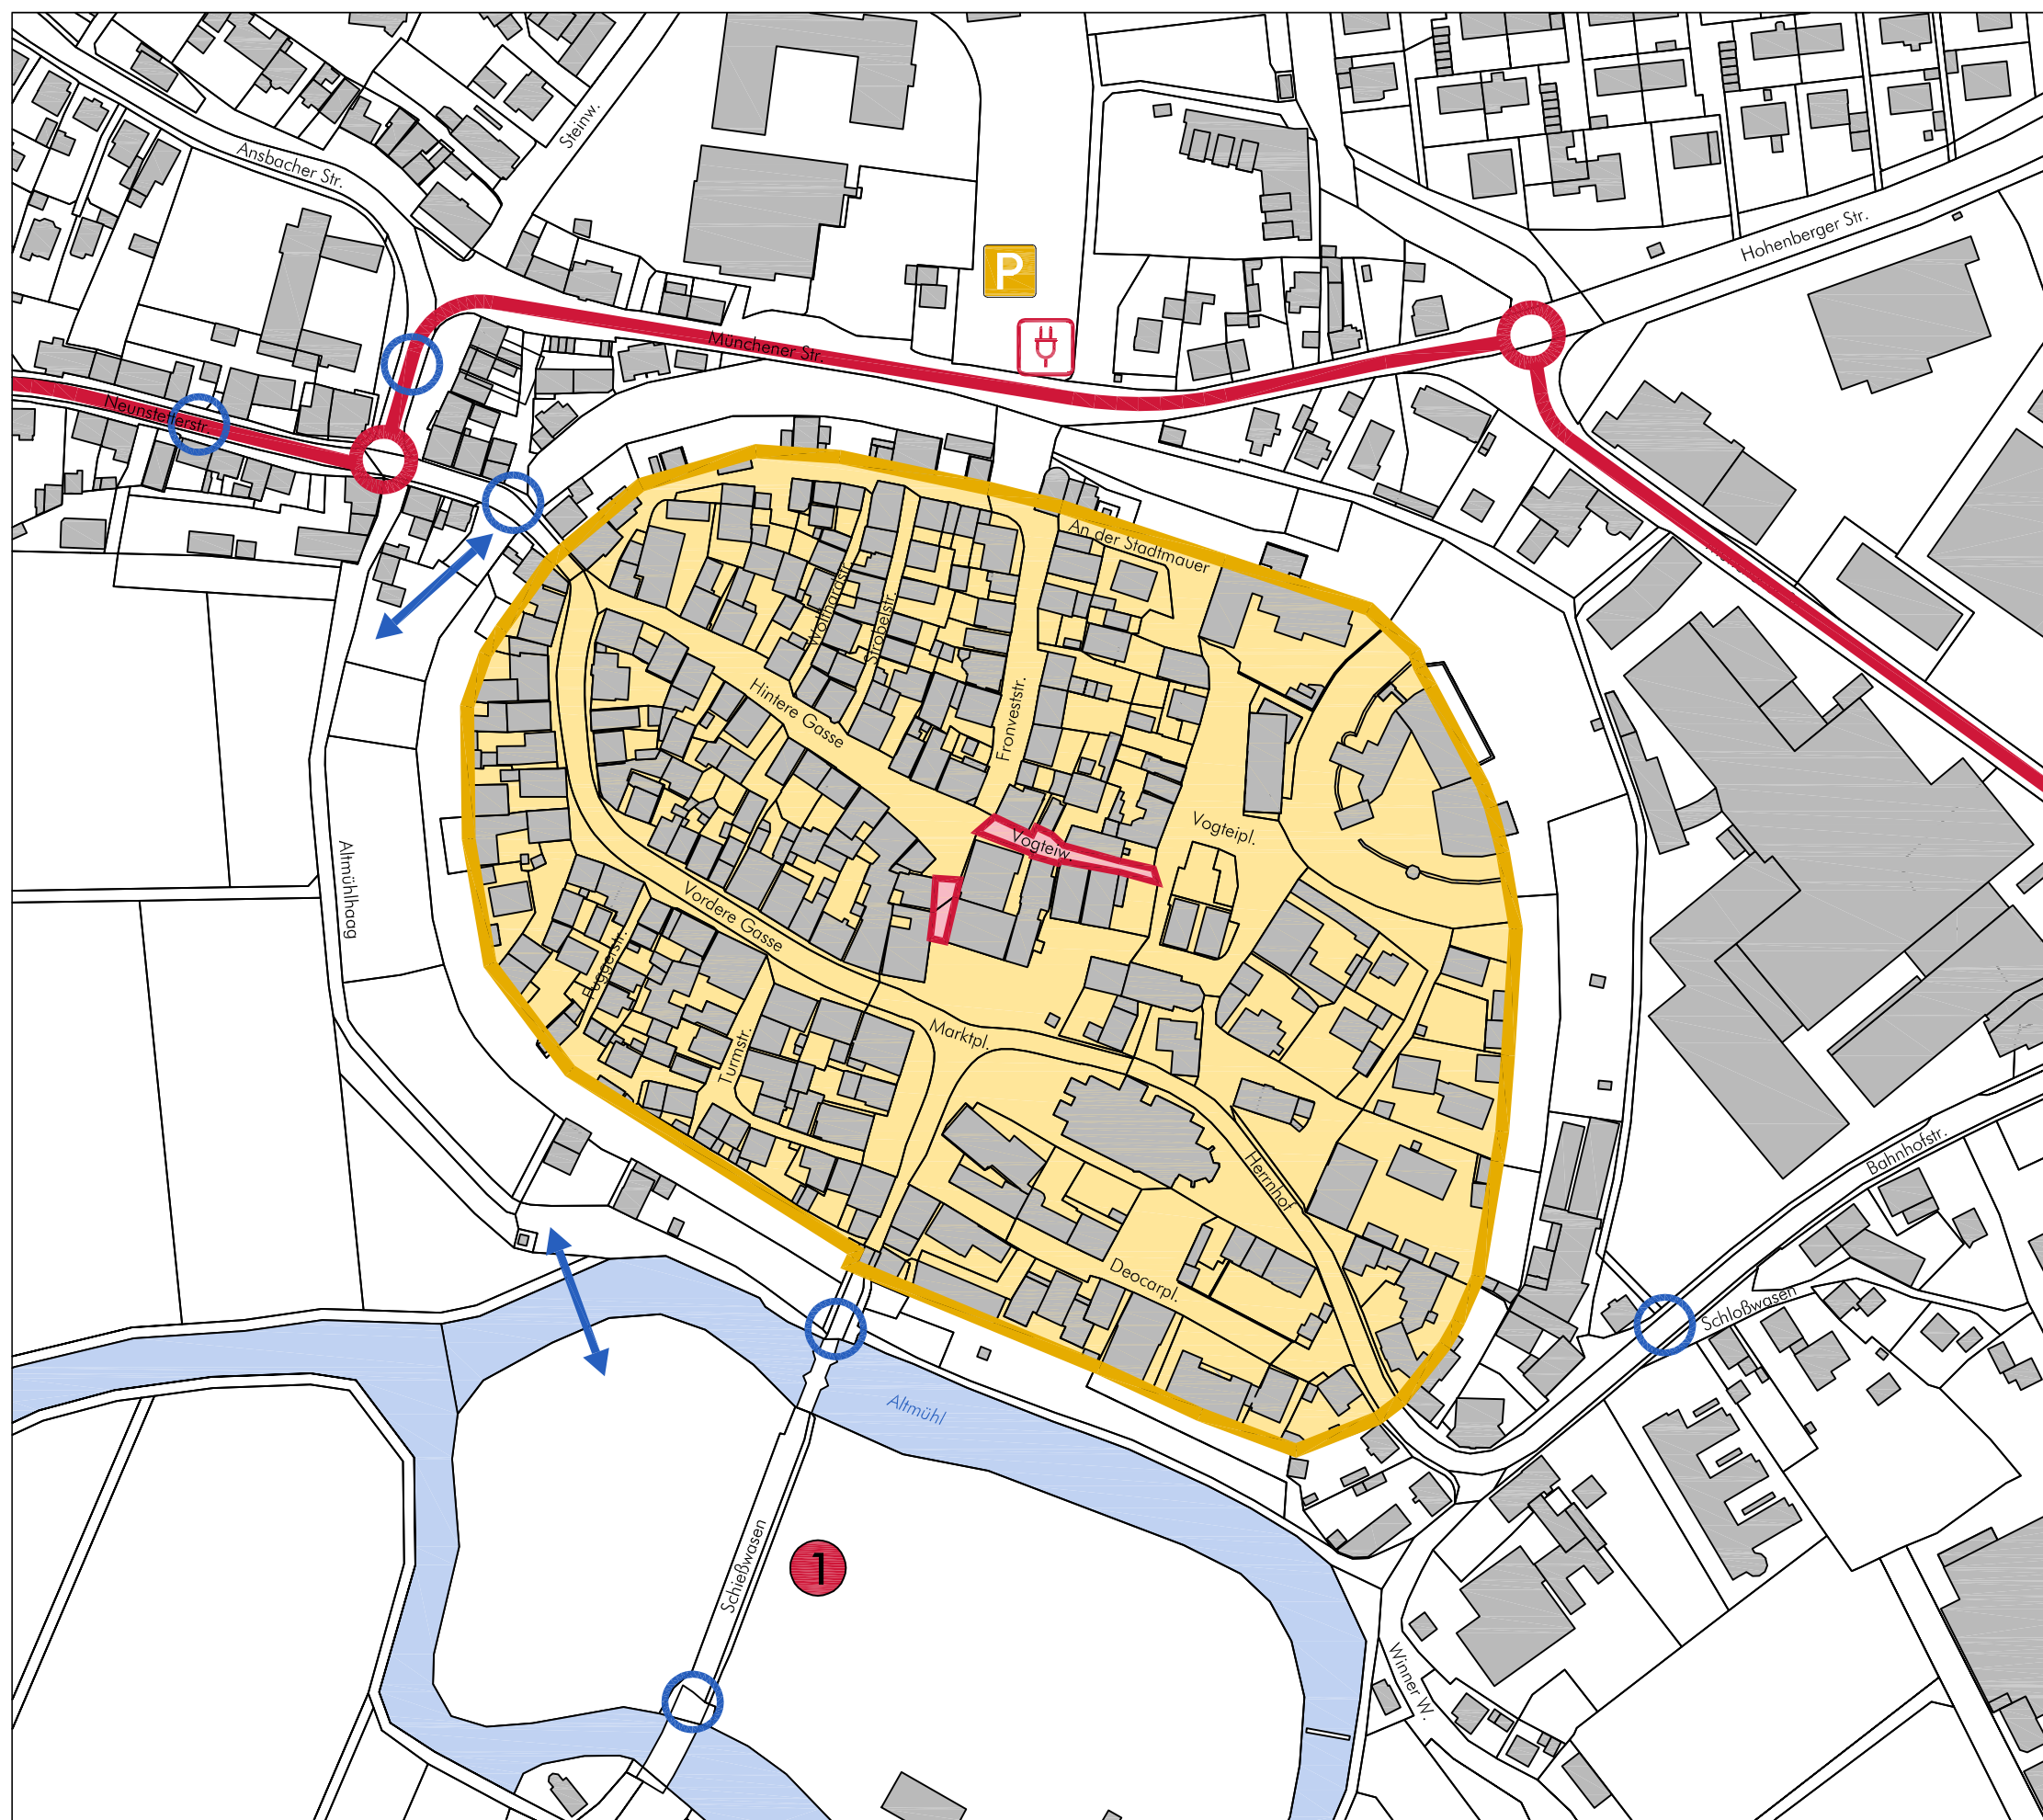 Steinw.
Ansbacher Str.
Hohenberger Str.
P
Münchener Str.
Neunstetterstr.
An der Stadtmauer
Wolfhardstr.
Strobelstr.
Hintere Gasse
Fronveststr.
Vogteipl.
Vogteiw.
Altmühlhaag
Vordere Gasse
Fuggerstr.
Marktpl.
Turmstr.
Herrnhof
Bahnhofstr.
Deocarpl.
Schloßwasen
Altmühl
Schießwasen
1
Winner W.